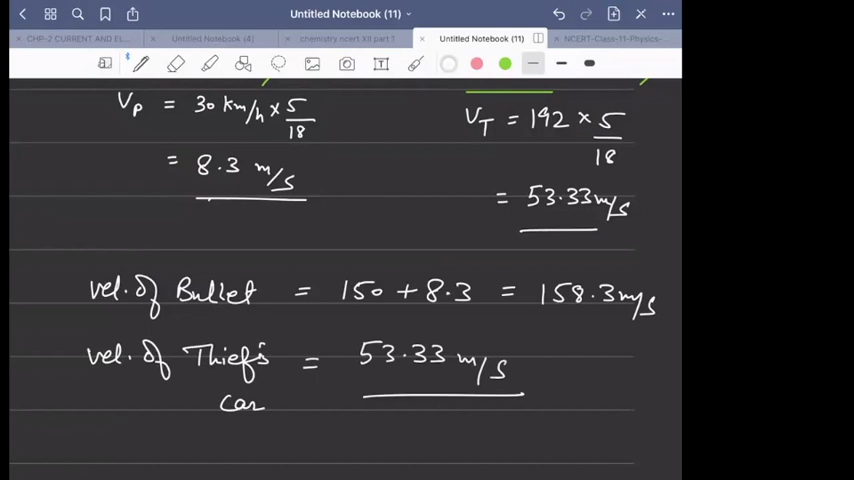 Untitled Notebook (11)
CHP-2 CURRENT AND EL...
Untitled Notebook (4)
chemistry ncert XII part 1
Untitled Notebook (11)
NCERT-Class-11-Physics-...
V_P = 30 km/h × 5/18
= 8.3 m/s
V_T = 192 × 5/18
= 53.33 m/s
vel. of Bullet = 150 + 8.3 = 158.3 m/s
vel. of Thief's = 53.33 m/s
car